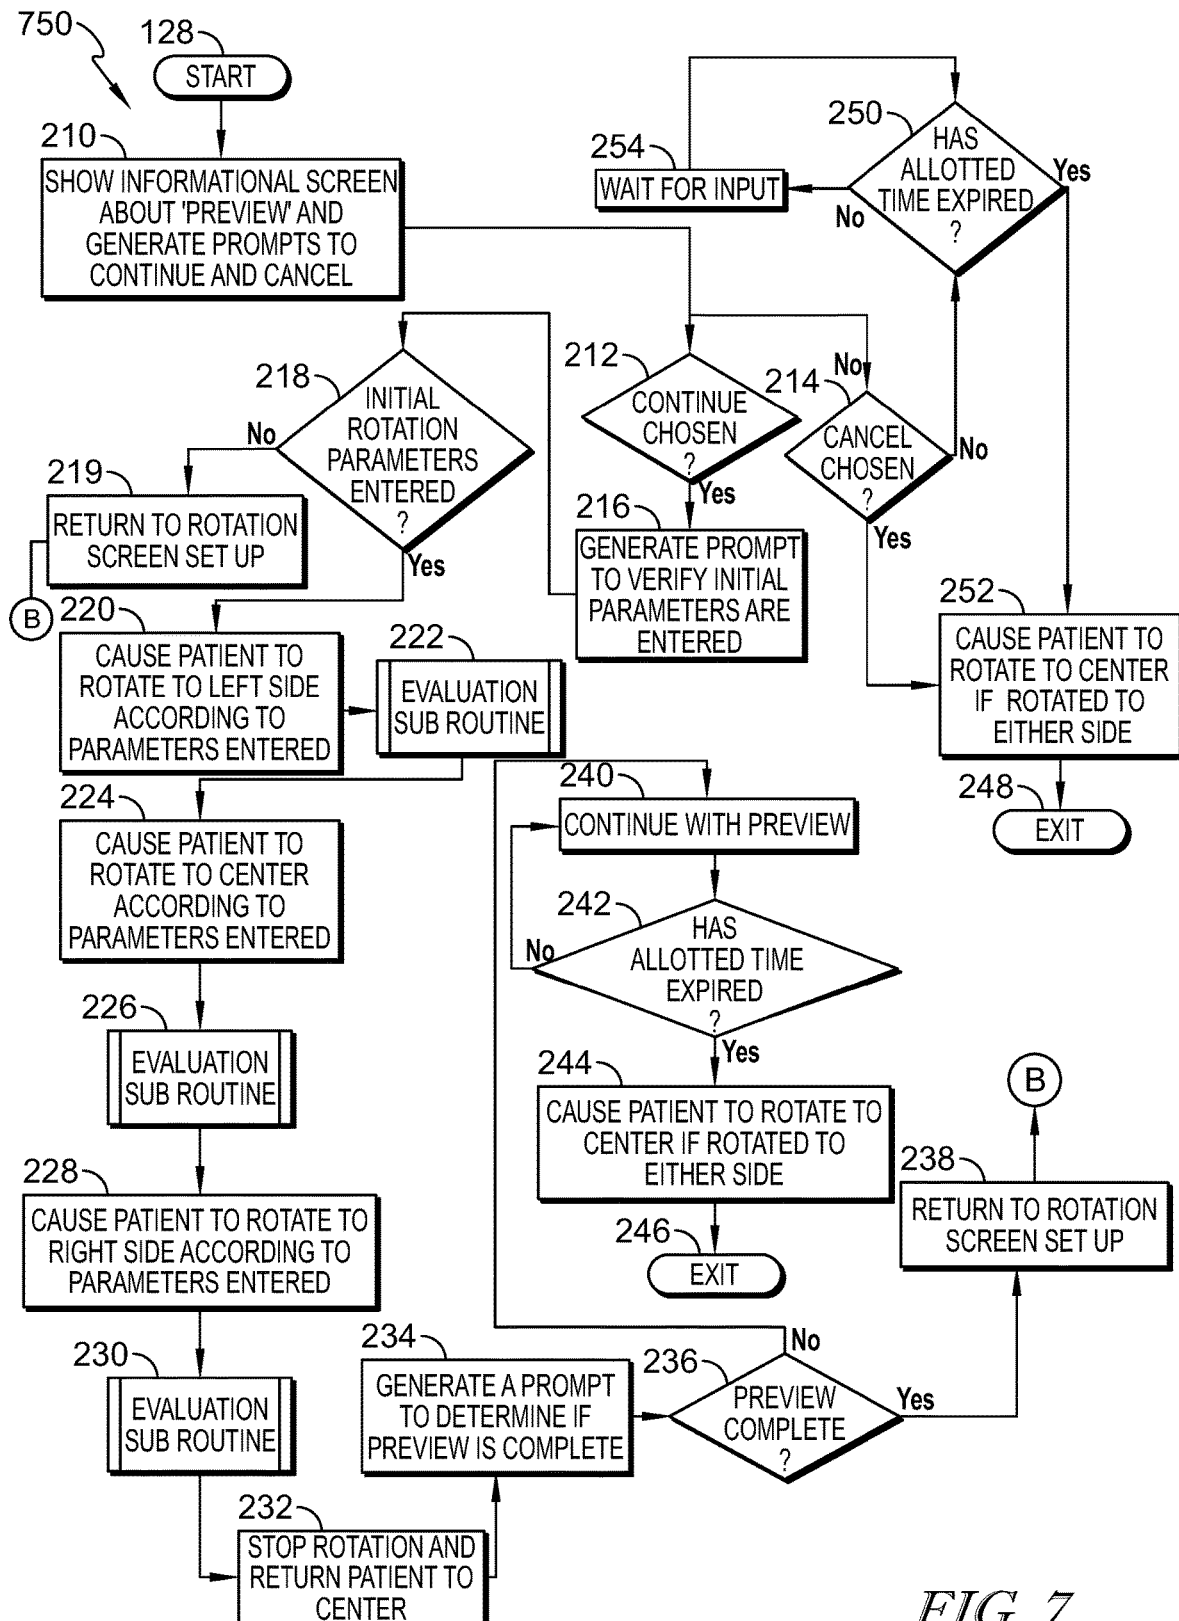 750
128
START
210
SHOW INFORMATIONAL SCREEN
ABOUT 'PREVIEW' AND
GENERATE PROMPTS TO
CONTINUE AND CANCEL
254
WAIT FOR INPUT
250
HAS
ALLOTTED
TIME EXPIRED
?
Yes
No
218
INITIAL
ROTATION
PARAMETERS
ENTERED
?
No
Yes
212
CONTINUE
CHOSEN
?
Yes
No
214
CANCEL
CHOSEN
?
No
Yes
219
RETURN TO ROTATION
SCREEN SET UP
B
216
GENERATE PROMPT
TO VERIFY INITIAL
PARAMETERS ARE
ENTERED
252
CAUSE PATIENT TO
ROTATE TO CENTER
IF ROTATED TO
EITHER SIDE
248
EXIT
220
CAUSE PATIENT TO
ROTATE TO LEFT SIDE
ACCORDING TO
PARAMETERS ENTERED
222
EVALUATION
SUB ROUTINE
224
CAUSE PATIENT TO
ROTATE TO CENTER
ACCORDING TO
PARAMETERS ENTERED
240
CONTINUE WITH PREVIEW
242
HAS
ALLOTTED TIME
EXPIRED
?
No
Yes
226
EVALUATION
SUB ROUTINE
244
CAUSE PATIENT TO ROTATE TO
CENTER IF ROTATED TO
EITHER SIDE
246
EXIT
B
238
RETURN TO ROTATION
SCREEN SET UP
228
CAUSE PATIENT TO ROTATE TO
RIGHT SIDE ACCORDING TO
PARAMETERS ENTERED
230
EVALUATION
SUB ROUTINE
234
GENERATE A PROMPT
TO DETERMINE IF
PREVIEW IS COMPLETE
236
PREVIEW
COMPLETE
?
No
Yes
232
STOP ROTATION AND
RETURN PATIENT TO
CENTER
FIG. 7